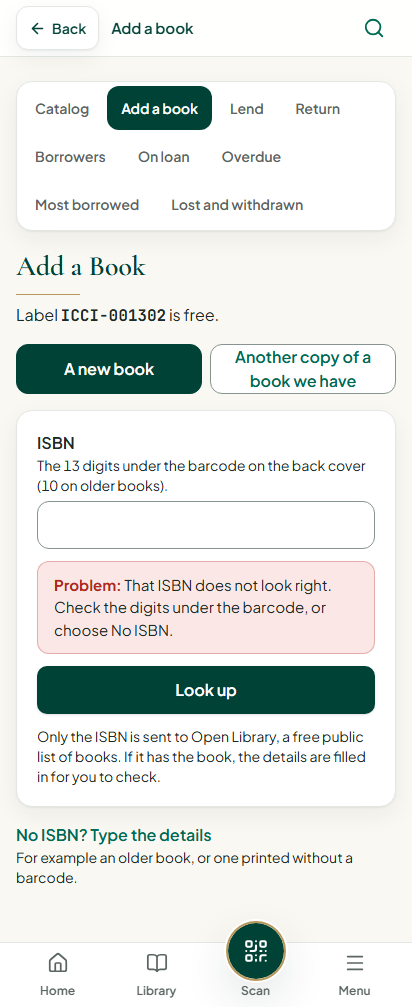 Back
Add a book
Catalog
Add a book
Lend
Return
Borrowers
On loan
Overdue
Most borrowed
Lost and withdrawn
Add a Book
Label ICCI-001302 is free.
A new book
Another copy of a
book we have
ISBN
The 13 digits under the barcode on the back cover
(10 on older books).
Problem: That ISBN does not look right.
Check the digits under the barcode, or
choose No ISBN.
Look up
Only the ISBN is sent to Open Library, a free public
list of books. If it has the book, the details are filled
in for you to check.
No ISBN? Type the details
For example an older book, or one printed without a
barcode.
Home
Library
Scan
Menu